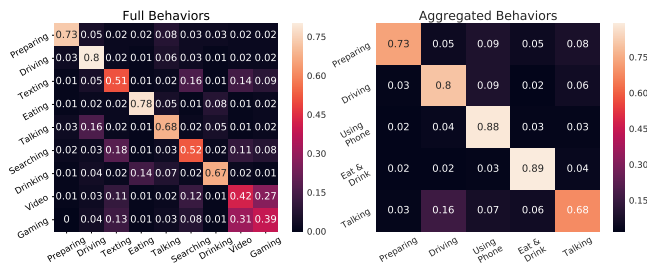 Full Behaviors
Preparing 0.73 0.05 0.02 0.02 0.08 0.03 0.03 0.02 0.02
Driving 0.03 0.8 0.02 0.01 0.06 0.03 0.02 0.01 0.02
Texting 0.01 0.05 0.51 0.01 0.02 0.16 0.01 0.14 0.09
Eating 0.01 0.02 0.02 0.78 0.05 0.01 0.08 0.01 0.02
Talking 0.03 0.16 0.02 0.01 0.68 0.02 0.05 0.01 0.02
Searching 0.02 0.03 0.18 0.01 0.03 0.52 0.02 0.11 0.08
Drinking 0.01 0.04 0.02 0.14 0.07 0.02 0.67 0.02 0.01
Video 0.01 0.03 0.11 0.01 0.02 0.12 0.01 0.42 0.27
Gaming 0 0.04 0.13 0.01 0.03 0.08 0.01 0.31 0.39
Preparing Driving Texting Eating Talking Searching Drinking Video Gaming
0.75
0.60
0.45
0.30
0.15
0.00
Aggregated Behaviors
Preparing 0.73 0.05 0.09 0.05 0.08
Driving 0.03 0.8 0.09 0.02 0.06
Using
Phone 0.02 0.04 0.88 0.03 0.03
Eat &
Drink 0.02 0.02 0.03 0.89 0.04
Talking 0.03 0.16 0.07 0.06 0.68
Preparing Driving Using
Phone Eat &
Drink Talking
0.75
0.60
0.45
0.30
0.15